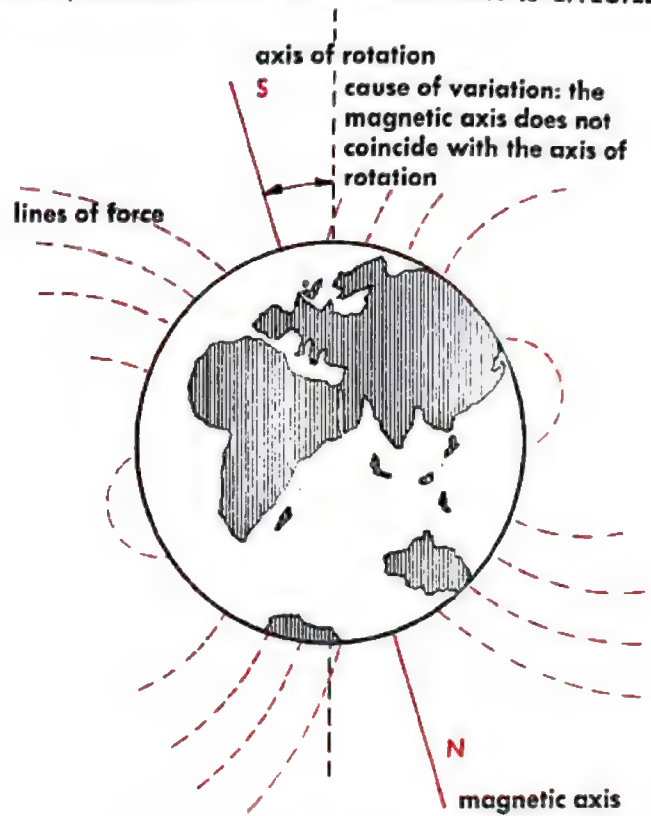 axis of rotation
S
cause of variation: the
magnetic axis does not
coincide with the axis of
rotation
lines of force
N
magnetic axis